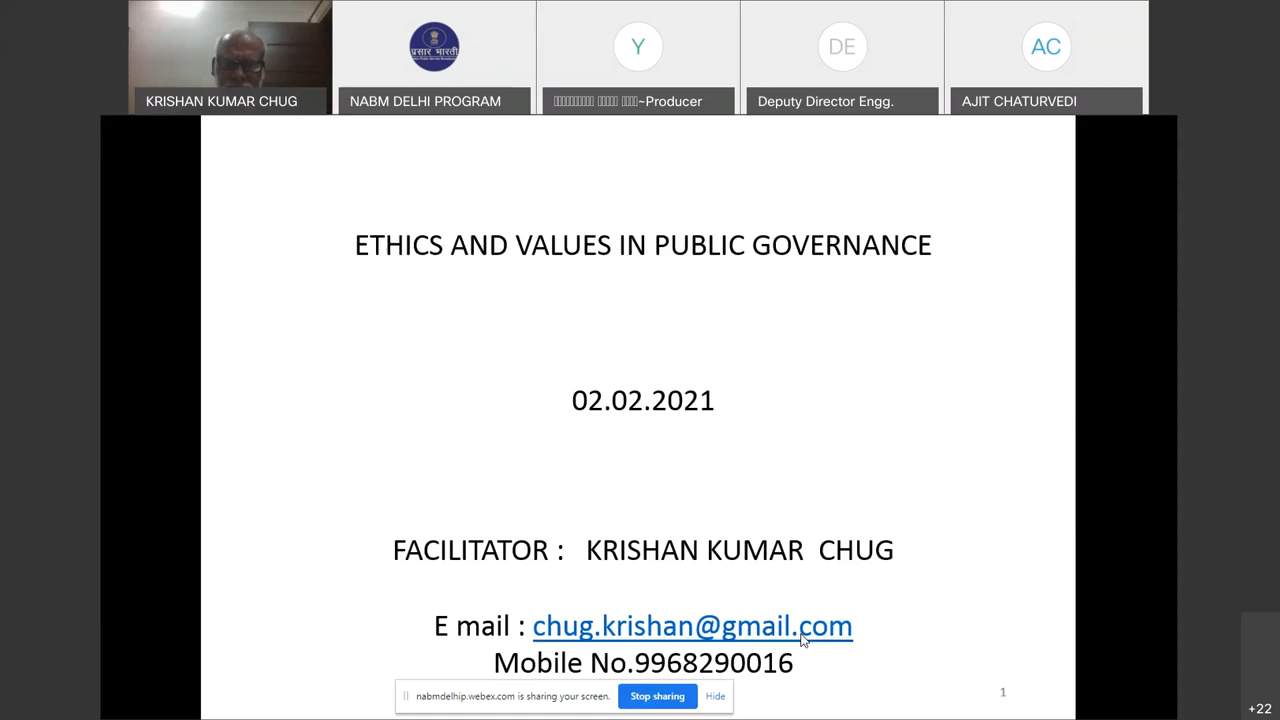 KRISHAN KUMAR CHUG
प्रसार भारती
NABM DELHI PROGRAM
Y
~Producer
DE
Deputy Director Engg.
AC
AJIT CHATURVEDI
ETHICS AND VALUES IN PUBLIC GOVERNANCE
02.02.2021
FACILITATOR : KRISHAN KUMAR CHUG
E mail : chug.krishan@gmail.com
Mobile No.9968290016
nabmdelhip.webex.com is sharing your screen.
Stop sharing
Hide
1
+22